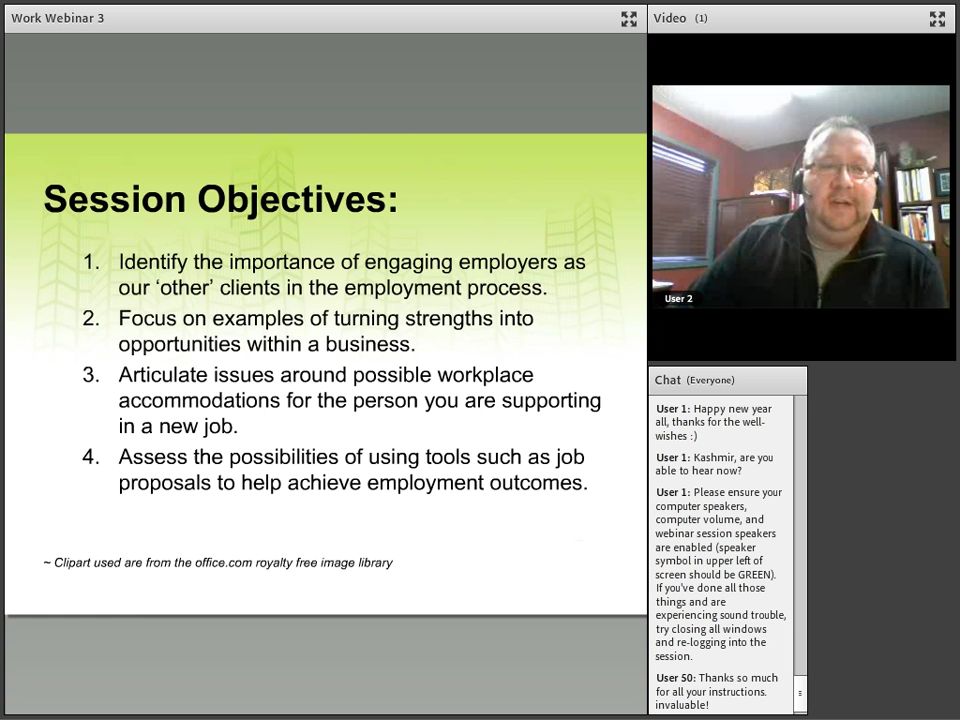 Work Webinar 3
Session Objectives:
1. Identify the importance of engaging employers as
our ‘other’ clients in the employment process.
2. Focus on examples of turning strengths into
opportunities within a business.
3. Articulate issues around possible workplace
accommodations for the person you are supporting
in a new job.
4. Assess the possibilities of using tools such as job
proposals to help achieve employment outcomes.
~ Clipart used are from the office.com royalty free image library
Video (1)
User 2
Chat (Everyone)
User 1: Happy new year
all, thanks for the well-
wishes :)
User 1: Kashmir, are you
able to hear now?
User 1: Please ensure your
computer speakers,
computer volume, and
webinar session speakers
are enabled (speaker
symbol in upper left of
screen should be GREEN).
If you've done all those
things and are
experiencing sound trouble,
try closing all windows
and re-logging into the
session.
User 50: Thanks so much
for all your instructions.
invaluable!